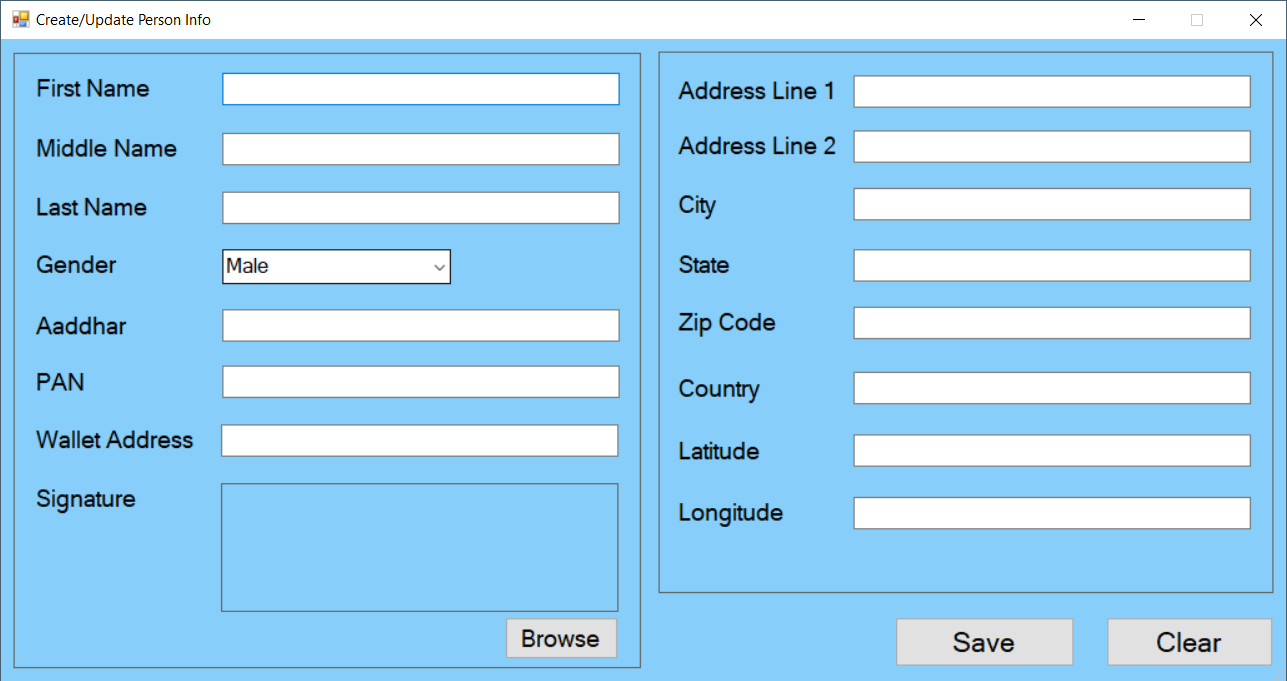 Create/Update Person Info
First Name
Middle Name
Last Name
Gender
Male
Aaddhar
PAN
Wallet Address
Signature
Browse
Address Line 1
Address Line 2
City
State
Zip Code
Country
Latitude
Longitude
Save
Clear